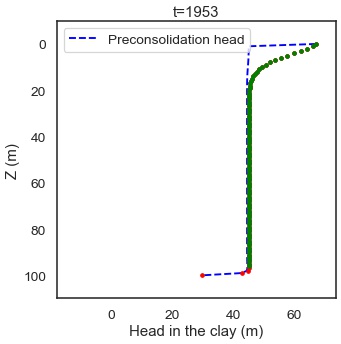 t=1953
Preconsolidation head
0
20
40
60
80
100
Z (m)
0 20 40 60
Head in the clay (m)